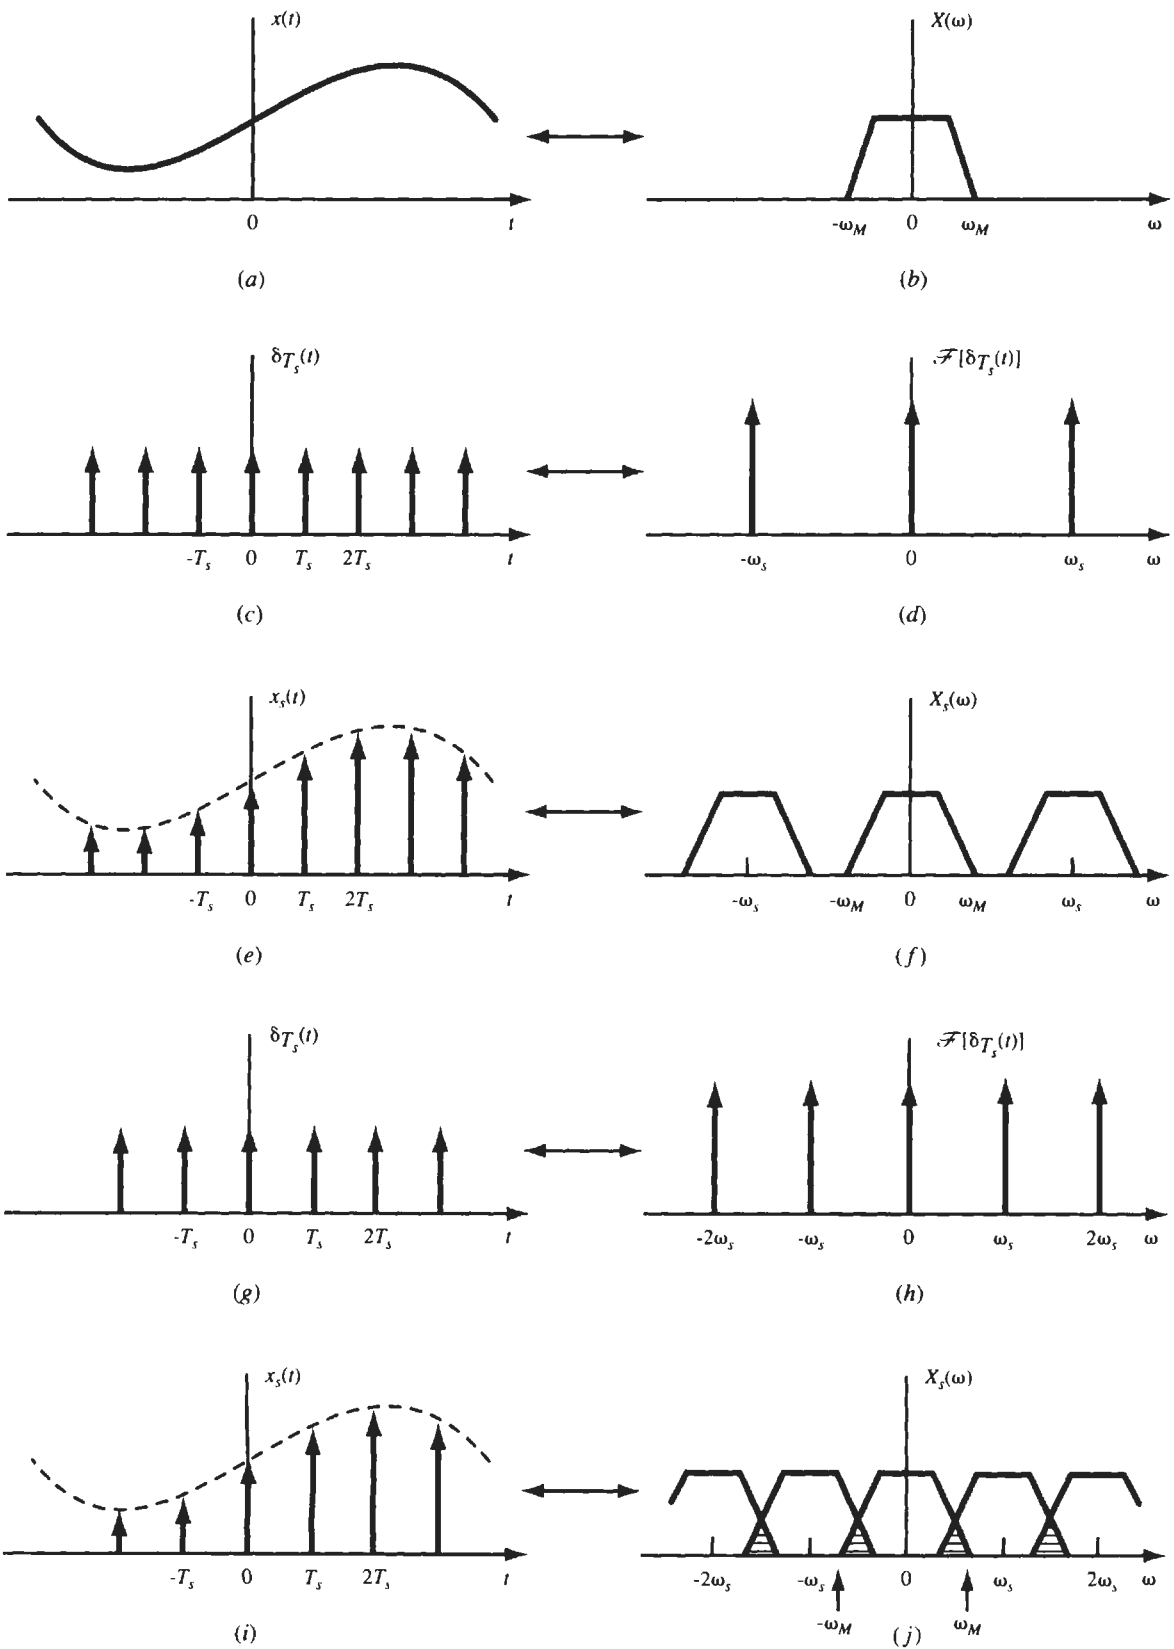 x(t)
X(ω)
0 t
-ω_M 0 ω_M ω
(a)
(b)
δ_{T_s}(t)
ℱ[δ_{T_s}(t)]
-T_s 0 T_s 2T_s t
-ω_s 0 ω_s ω
(c)
(d)
x_s(t)
X_s(ω)
-T_s 0 T_s 2T_s t
-ω_s -ω_M 0 ω_M ω_s ω
(e)
(f)
δ_{T_s}(t)
ℱ[δ_{T_s}(t)]
-T_s 0 T_s 2T_s t
-2ω_s -ω_s 0 ω_s 2ω_s ω
(g)
(h)
x_s(t)
X_s(ω)
-T_s 0 T_s 2T_s t
-2ω_s -ω_s 0 ω_s 2ω_s ω
-ω_M ω_M
(i)
(j)